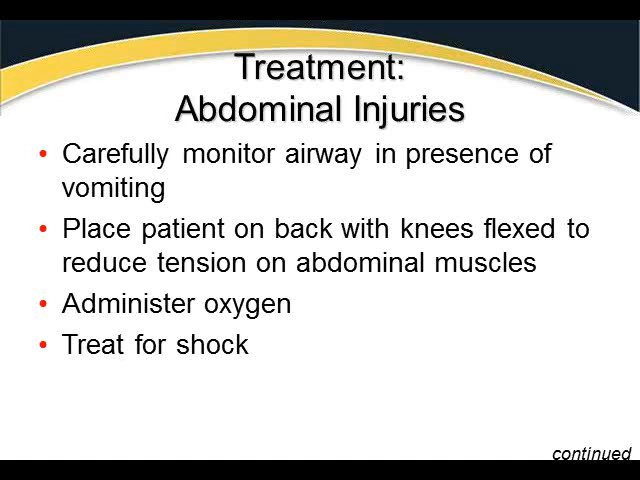 Treatment:
Abdominal Injuries
• Carefully monitor airway in presence of
vomiting
• Place patient on back with knees flexed to
reduce tension on abdominal muscles
• Administer oxygen
• Treat for shock
continued